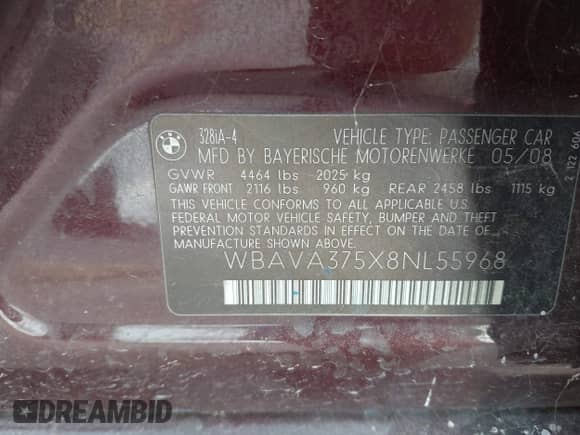 BMW
328iA-4
VEHICLE TYPE: PASSENGER CAR
MFD BY BAYERISCHE MOTORENWERKE 05/08
GVWR 4464 lbs 2025 kg
GAWR FRONT 2116 lbs 960 kg REAR 2458 lbs 1115 kg
THIS VEHICLE CONFORMS TO ALL APPLICABLE U.S.
FEDERAL MOTOR VEHICLE SAFETY, BUMPER AND THEFT
PREVENTION STANDARDS IN EFFECT ON THE DATE OF
MANUFACTURE SHOWN ABOVE.
WBAVA375X8NL55968
DREAMBID